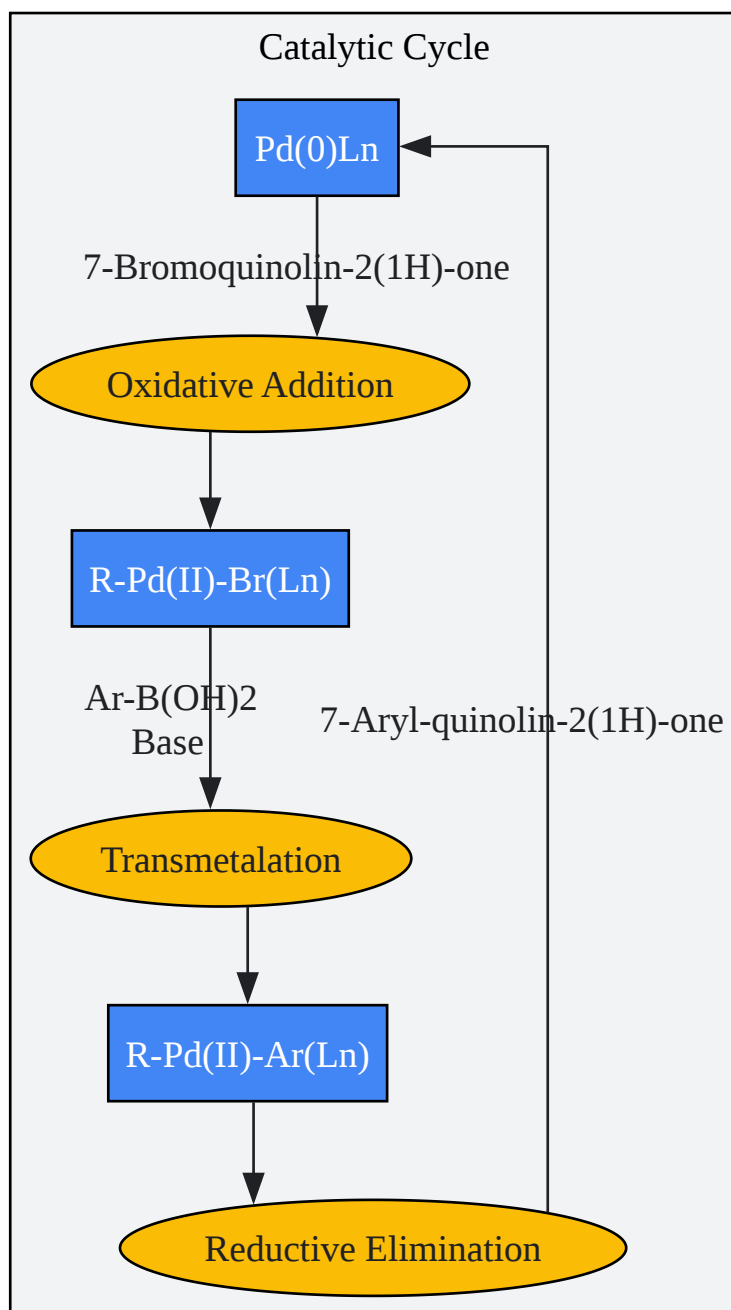 Catalytic Cycle
Pd(0)Ln
7-Bromoquinolin-2(1H)-one
Oxidative Addition
R-Pd(II)-Br(Ln)
Ar-B(OH)2
Base
7-Aryl-quinolin-2(1H)-one
Transmetalation
R-Pd(II)-Ar(Ln)
Reductive Elimination